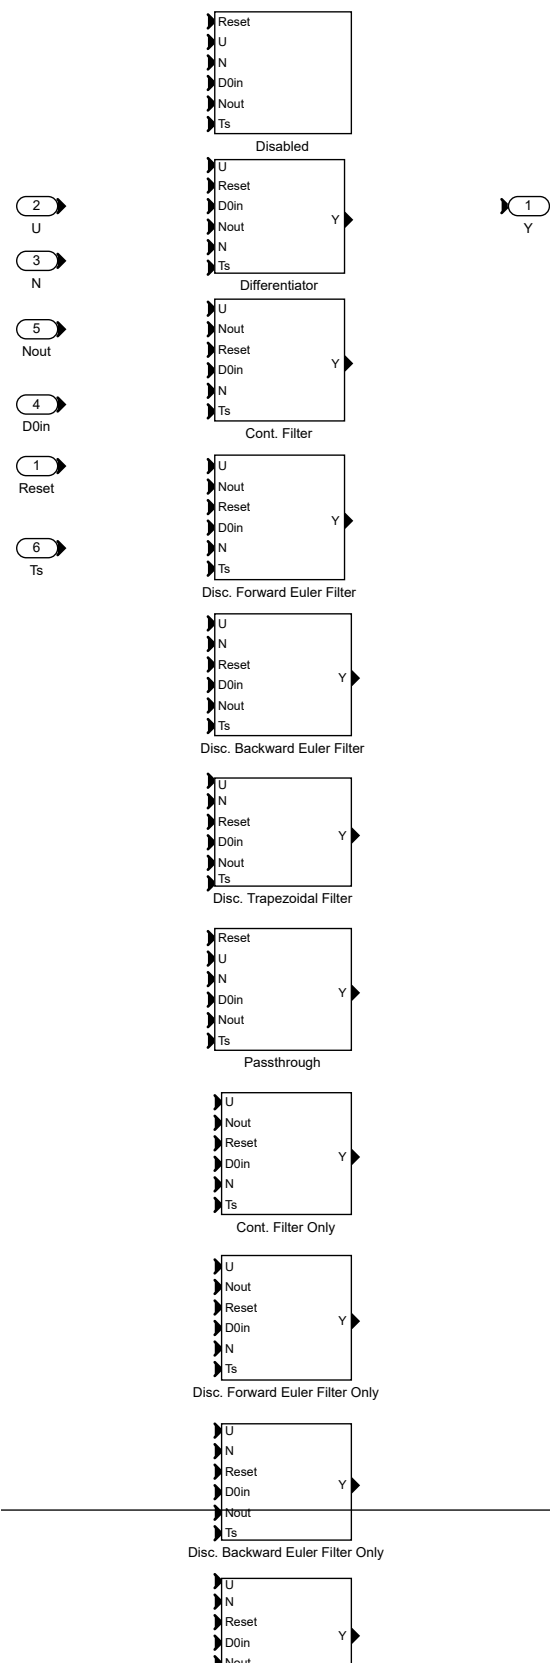 Reset
U
N
D0in
Nout
Ts
Disabled
U
Reset
D0in
Nout
N
Ts
Y
Differentiator
2
U
3
N
5
Nout
4
D0in
1
Reset
6
Ts
1
Y
U
Nout
Reset
D0in
N
Ts
Y
Cont. Filter
U
Nout
Reset
D0in
N
Ts
Y
Disc. Forward Euler Filter
U
N
Reset
D0in
Nout
Ts
Y
Disc. Backward Euler Filter
U
N
Reset
D0in
Nout
Ts
Y
Disc. Trapezoidal Filter
Reset
U
N
D0in
Nout
Ts
Y
Passthrough
U
Nout
Reset
D0in
N
Ts
Y
Cont. Filter Only
U
Nout
Reset
D0in
N
Ts
Y
Disc. Forward Euler Filter Only
U
N
Reset
D0in
Nout
Ts
Y
Disc. Backward Euler Filter Only
U
N
Reset
D0in
Y
Nout